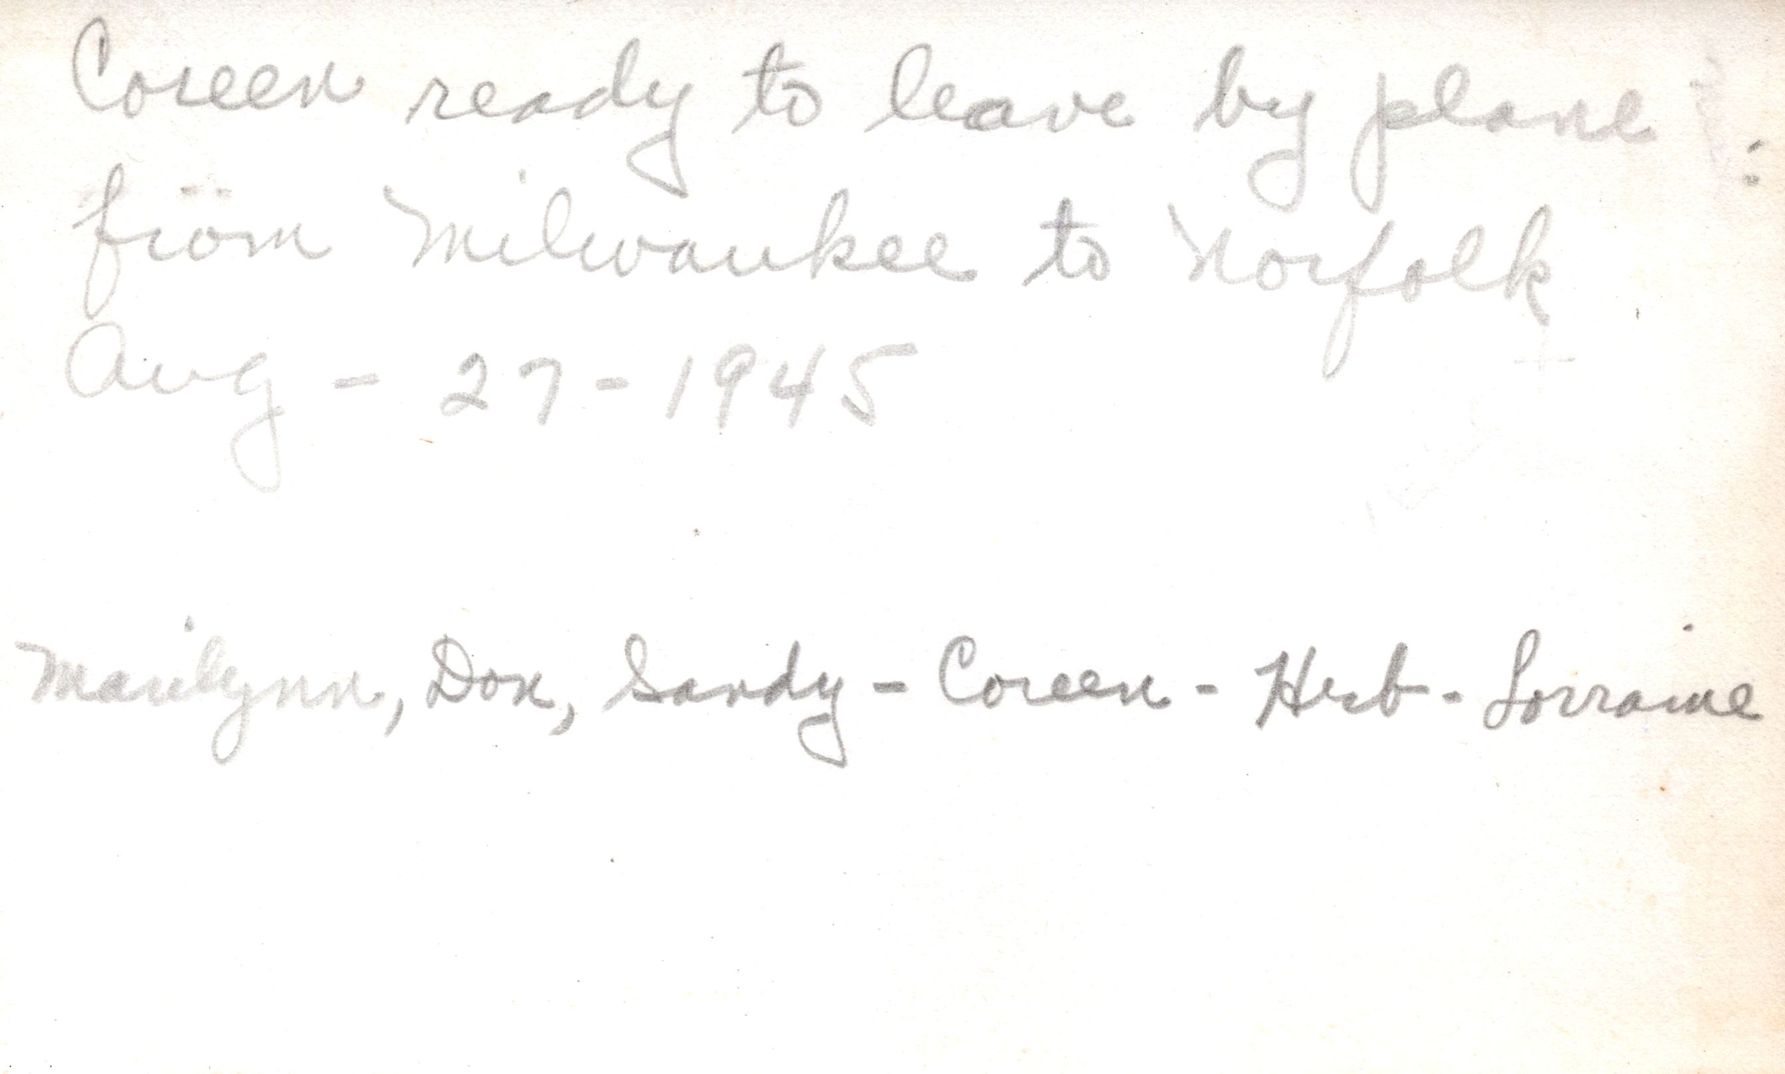 Coreen ready to leave by plane
from Milwaukee to Norfolk
Aug - 27 - 1945
Marilynn, Don, Sandy - Coreen - Herb - Lorraine